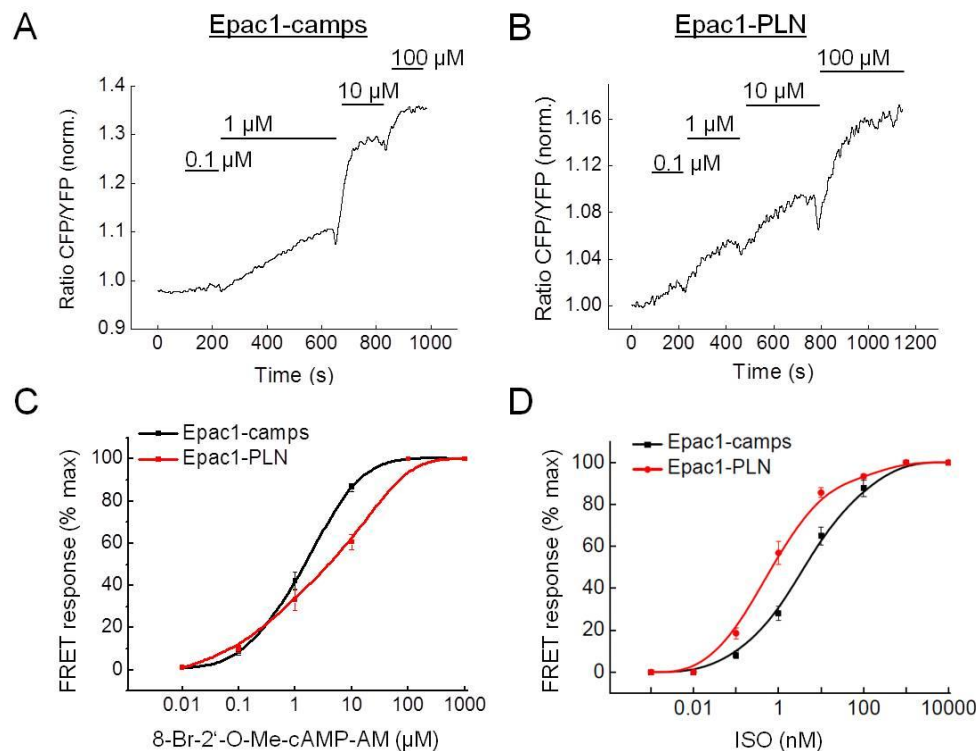 A
Epac1-camps
100 µM
10 µM
1 µM
0.1 µM
Ratio CFP/YFP (norm.)
1.4
1.3
1.2
1.1
1.0
0.9
0 200 400 600 800 1000
Time (s)
B
Epac1-PLN
100 µM
10 µM
1 µM
0.1 µM
Ratio CFP/YFP (norm.)
1.16
1.12
1.08
1.04
1.00
0 200 400 600 800 1000 1200
Time (s)
C
Epac1-camps
Epac1-PLN
FRET response (% max)
100
80
60
40
20
0
0.01 0.1 1 10 100 1000
8-Br-2‘-O-Me-cAMP-AM (µM)
D
Epac1-camps
Epac1-PLN
FRET response (% max)
100
80
60
40
20
0
0.01 1 100 10000
ISO (nM)